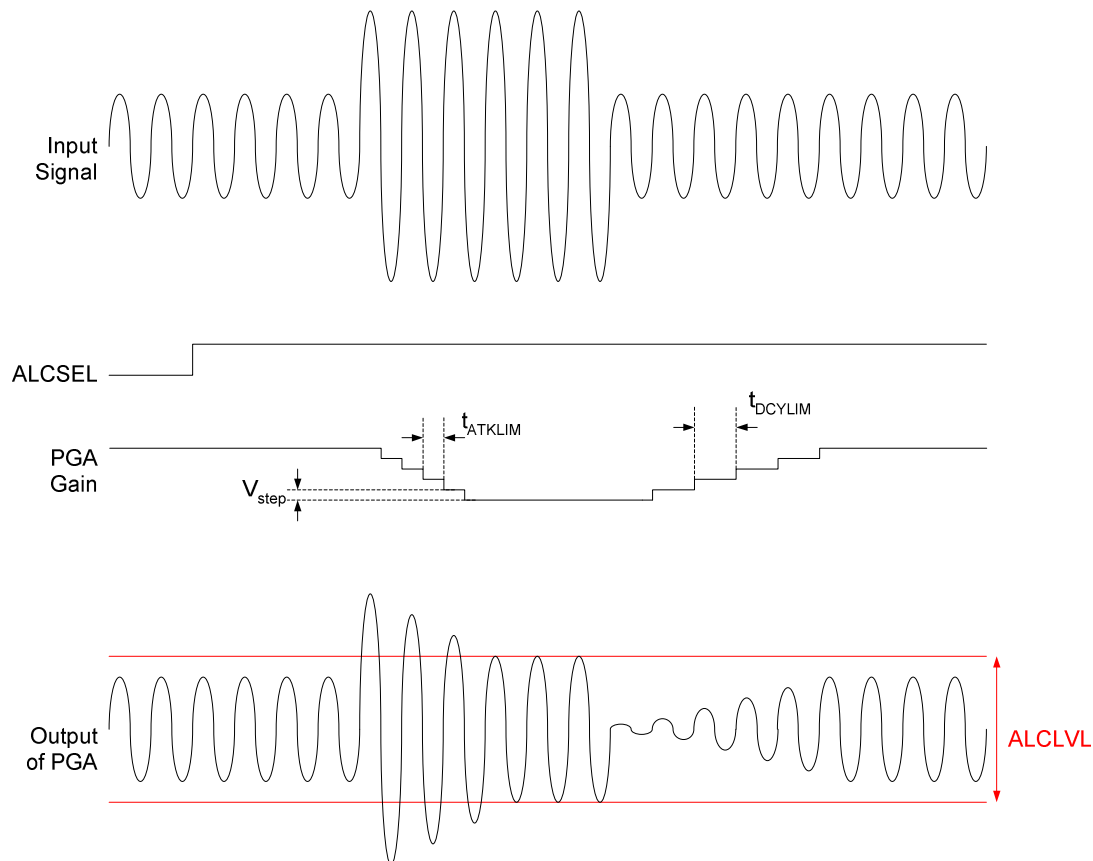 Input
Signal
ALCSEL
tATKLIM
tDCYLIM
PGA
Gain
Vstep
Output
of PGA
ALCLVL